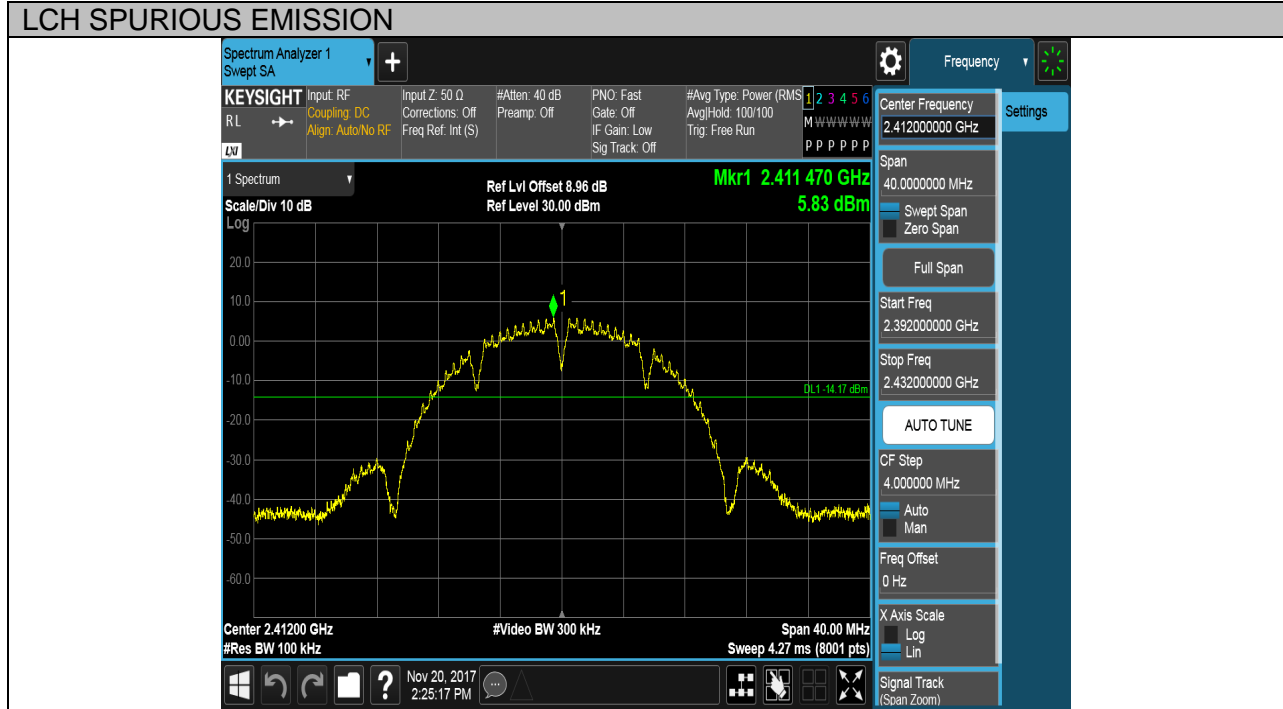 LCH SPURIOUS EMISSION
Spectrum Analyzer 1
Swept SA
Frequency
KEYSIGHT
RL
LXI
Input: RF
Coupling: DC
Align: Auto/No RF
Input Z: 50 Ω
Corrections: Off
Freq Ref: Int (S)
#Atten: 40 dB
Preamp: Off
PNO: Fast
Gate: Off
IF Gain: Low
Sig Track: Off
#Avg Type: Power (RMS
Avg|Hold: 100/100
Trig: Free Run
1 2 3 4 5 6
M W W W W W
P P P P P P
1 Spectrum
Scale/Div 10 dB
Log
Ref Lvl Offset 8.96 dB
Ref Level 30.00 dBm
Mkr1 2.411 470 GHz
5.83 dBm
20.0
10.0
0.00
-10.0
-20.0
-30.0
-40.0
-50.0
-60.0
1
DL1 -14.17 dBm
Center 2.41200 GHz
#Res BW 100 kHz
#Video BW 300 kHz
Span 40.00 MHz
Sweep 4.27 ms (8001 pts)
Nov 20, 2017
2:25:17 PM
Center Frequency
2.412000000 GHz
Settings
Span
40.0000000 MHz
Swept Span
Zero Span
Full Span
Start Freq
2.392000000 GHz
Stop Freq
2.432000000 GHz
AUTO TUNE
CF Step
4.000000 MHz
Auto
Man
Freq Offset
0 Hz
X Axis Scale
Log
Lin
Signal Track
(Span Zoom)